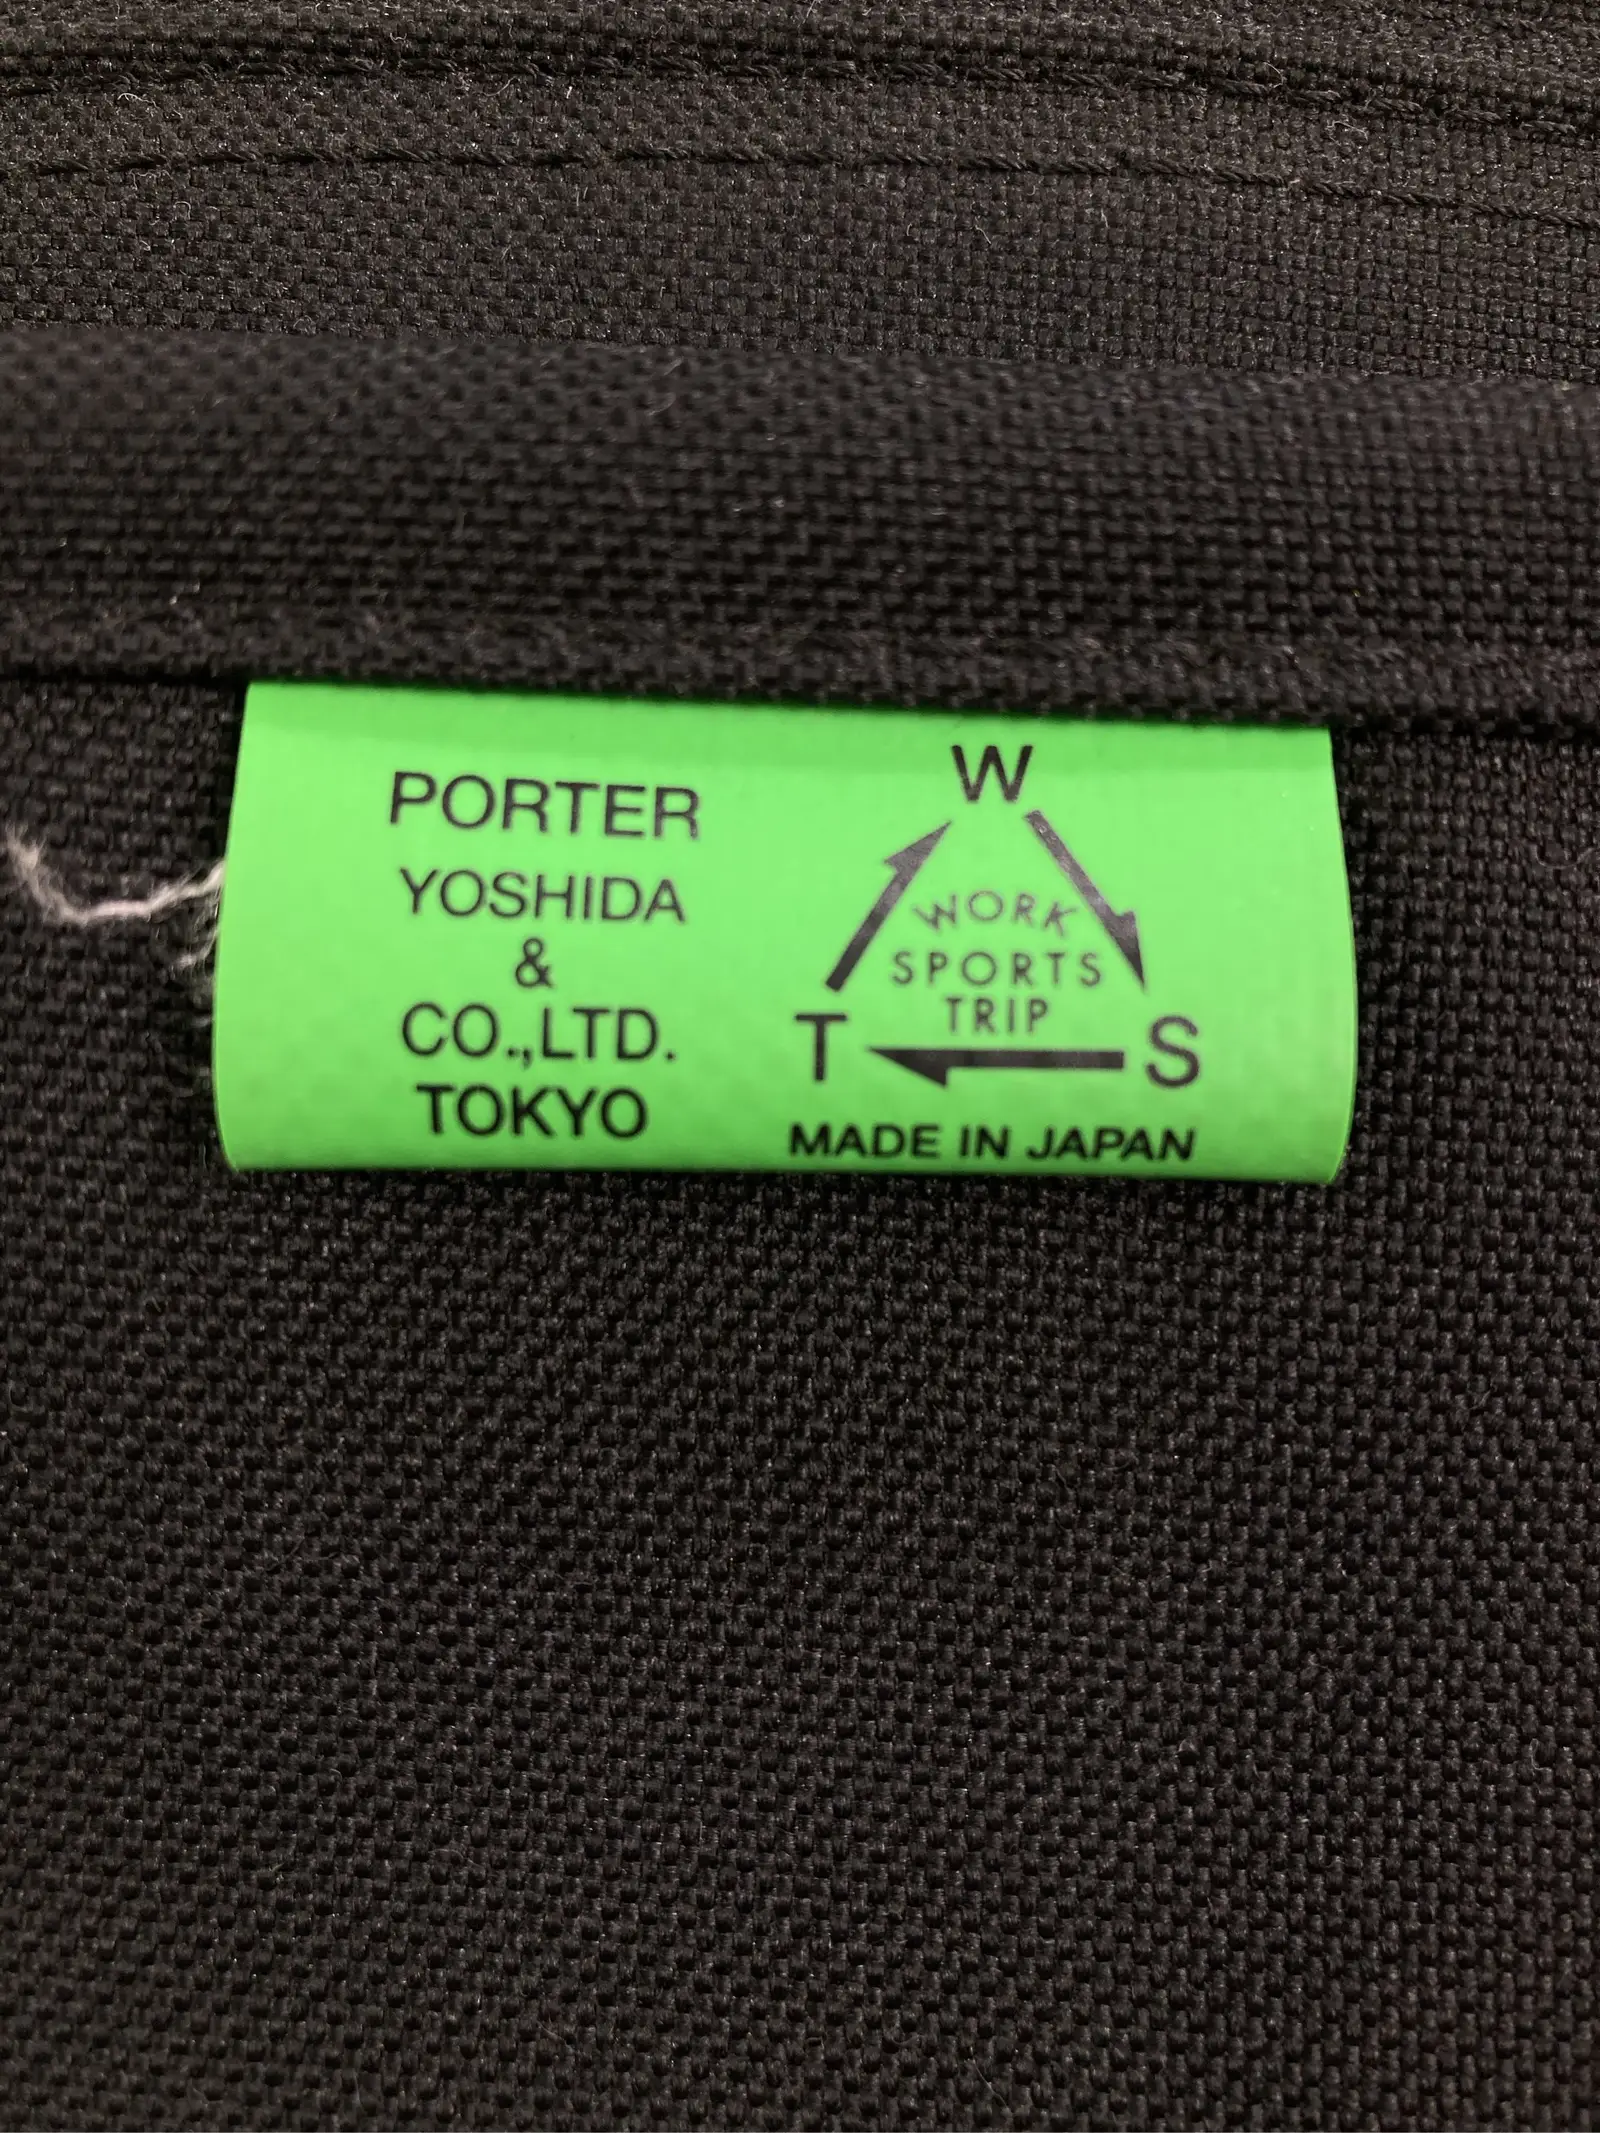 PORTER
YOSHIDA
&
CO.,LTD.
TOKYO
W
WORK
SPORTS
TRIP
T S
MADE IN JAPAN